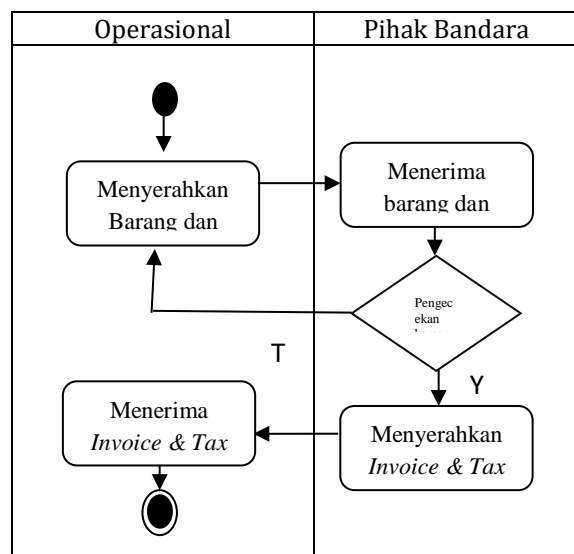 Operasional
Pihak Bandara
Menyerahkan
Barang dan
Menerima
barang dan
Pengec
ekan
T
Y
Menerima
Invoice & Tax
Menyerahkan
Invoice & Tax